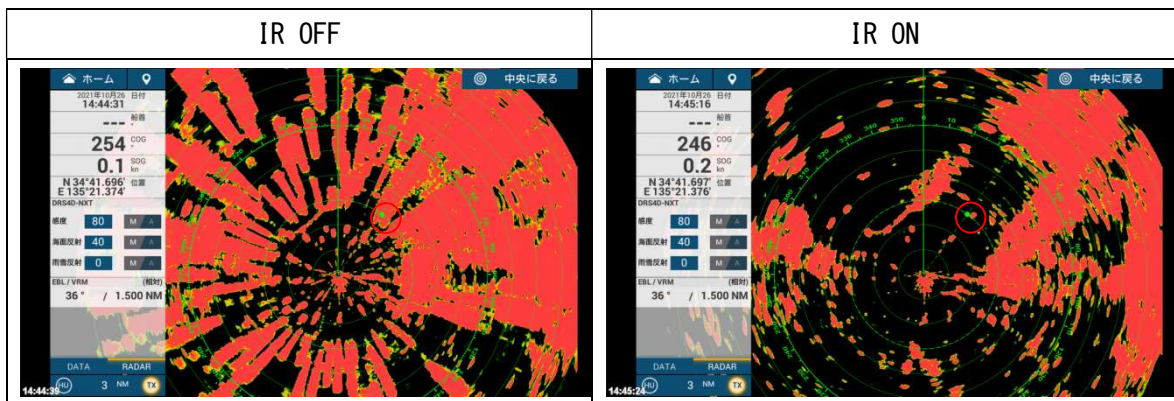 IR OFF
IR ON
ホーム
中央に戻る
2021年10月26 日付
14:44:31
--- 船首
254 COG
0.1 SOG
kn
N 34°41.696' 位置
E 135°21.374'
DRS4D-NXT
感度 80 M A
海面反射 40 M A
雨雪反射 0 M A
EBL / VRM (相対)
36 ° / 1.500 NM
DATA RADAR
14:44:39 HU 3 NM TX
350 10
ホーム
中央に戻る
2021年10月26 日付
14:45:16
--- 船首
246 COG
0.2 SOG
kn
N 34°41.697' 位置
E 135°21.376'
DRS4D-NXT
感度 80 M A
海面反射 40 M A
雨雪反射 0 M A
EBL / VRM (相対)
36 ° / 1.500 NM
DATA RADAR
14:45:24 HU 3 NM TX
320 330 340 350 10